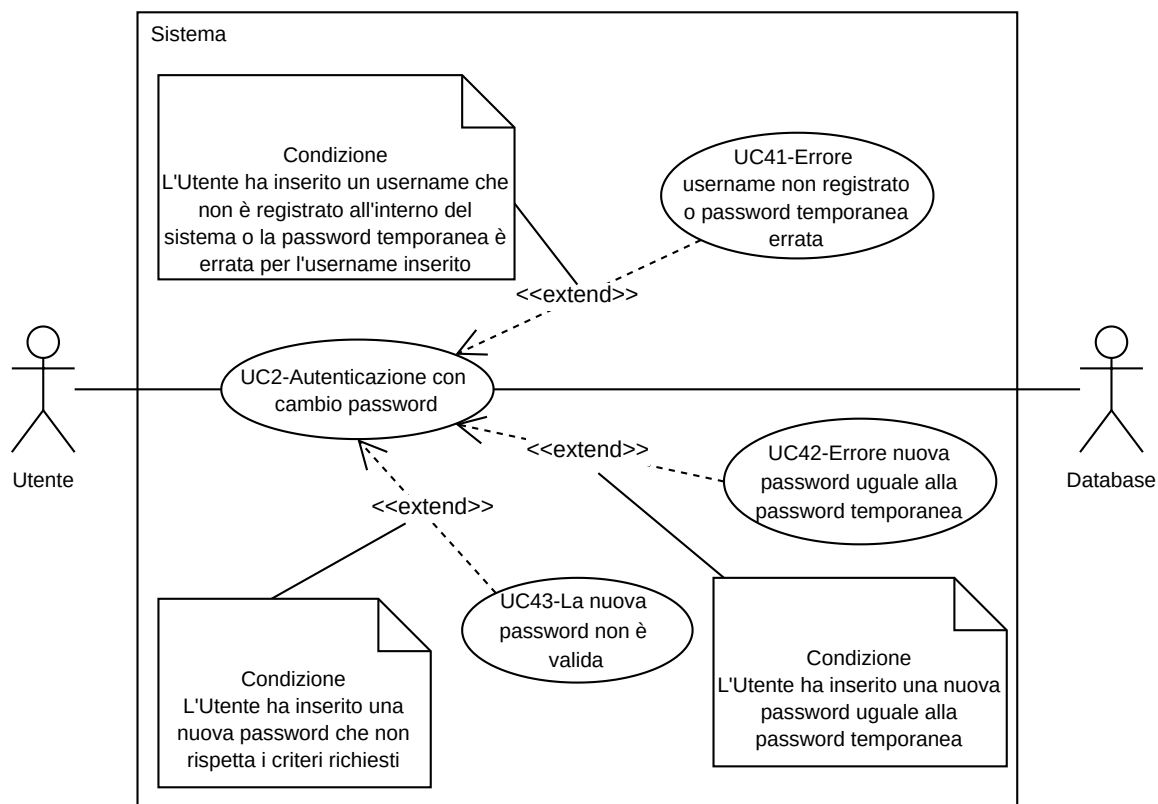 Sistema
Condizione
L'Utente ha inserito un username che
non è registrato all'interno del
sistema o la password temporanea è
errata per l'username inserito
UC41-Errore
username non registrato
o password temporanea
errata
<<extend>>
UC2-Autenticazione con
cambio password
Utente
Database
<<extend>>
UC42-Errore nuova
password uguale alla
password temporanea
<<extend>>
UC43-La nuova
password non è
valida
Condizione
L'Utente ha inserito una
nuova password che non
rispetta i criteri richiesti
Condizione
L'Utente ha inserito una nuova
password uguale alla
password temporanea